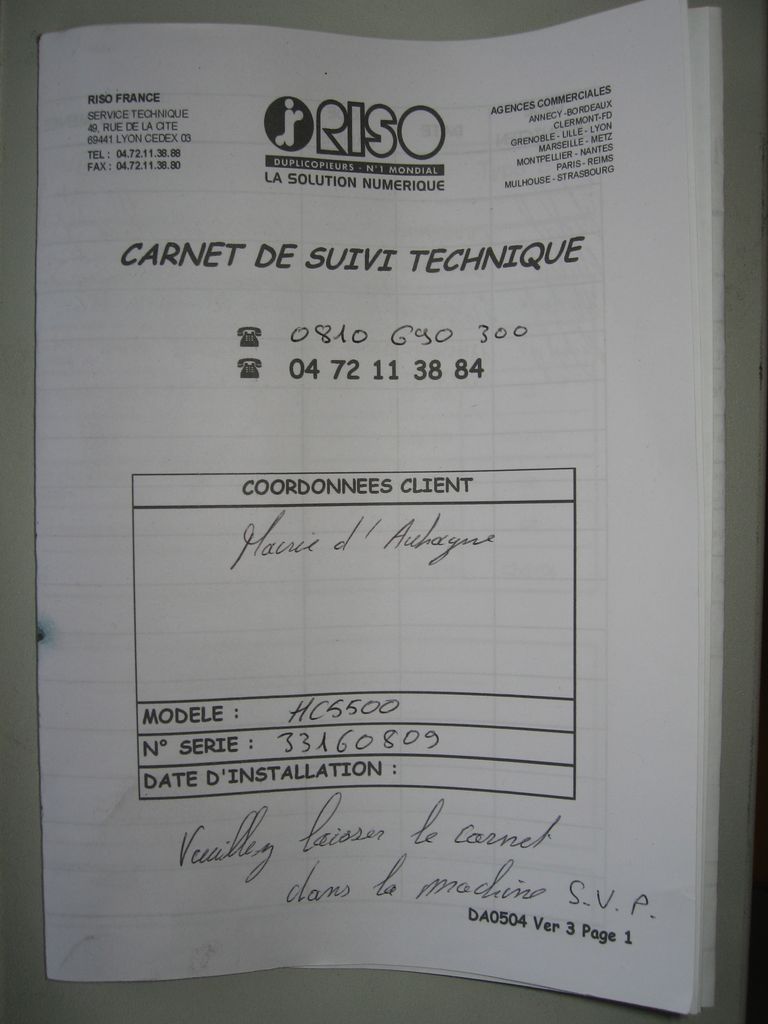 RISO FRANCE
SERVICE TECHNIQUE
49, RUE DE LA CITE
69441 LYON CEDEX 03
TEL : 04.72.11.38.88
FAX : 04.72.11.38.80
RISO
DUPLICOPIEURS - N°1 MONDIAL
LA SOLUTION NUMERIQUE
AGENCES COMMERCIALES
ANNECY - BORDEAUX
CLERMONT-FD
GRENOBLE - LILLE - LYON
MARSEILLE - METZ
MONTPELLIER - NANTES
PARIS - REIMS
MULHOUSE - STRASBOURG
CARNET DE SUIVI TECHNIQUE
0810 690 300
04 72 11 38 84
COORDONNEES CLIENT
Mairie d'Aubagne
MODELE : HC5500
N° SERIE : 33160809
DATE D'INSTALLATION :
Veuillez laisser le carnet
dans la machine S.V.P.
DA0504 Ver 3 Page 1